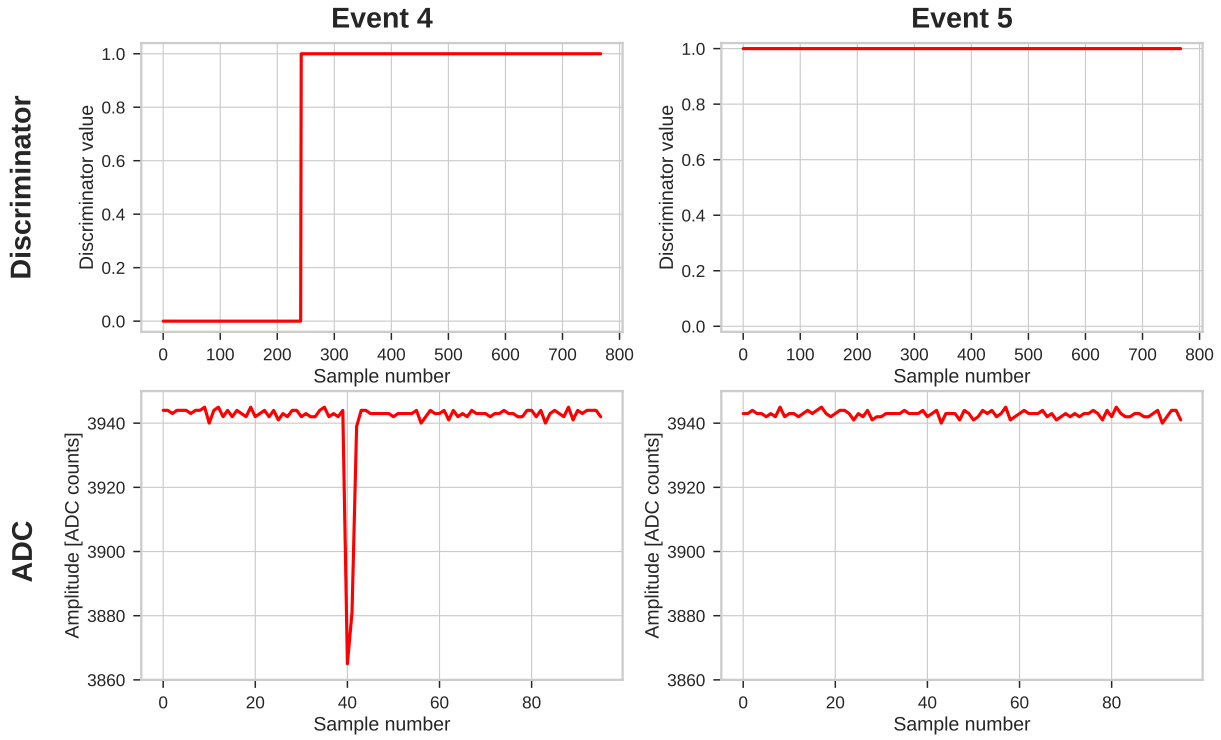 Event 4
Event 5
Discriminator
Discriminator value
1.0
0.8
0.6
0.4
0.2
0.0
0 100 200 300 400 500 600 700 800
Sample number
Discriminator value
1.0
0.8
0.6
0.4
0.2
0.0
0 100 200 300 400 500 600 700 800
Sample number
ADC
Amplitude [ADC counts]
3940
3920
3900
3880
3860
0 20 40 60 80
Sample number
Amplitude [ADC counts]
3940
3920
3900
3880
3860
0 20 40 60 80
Sample number